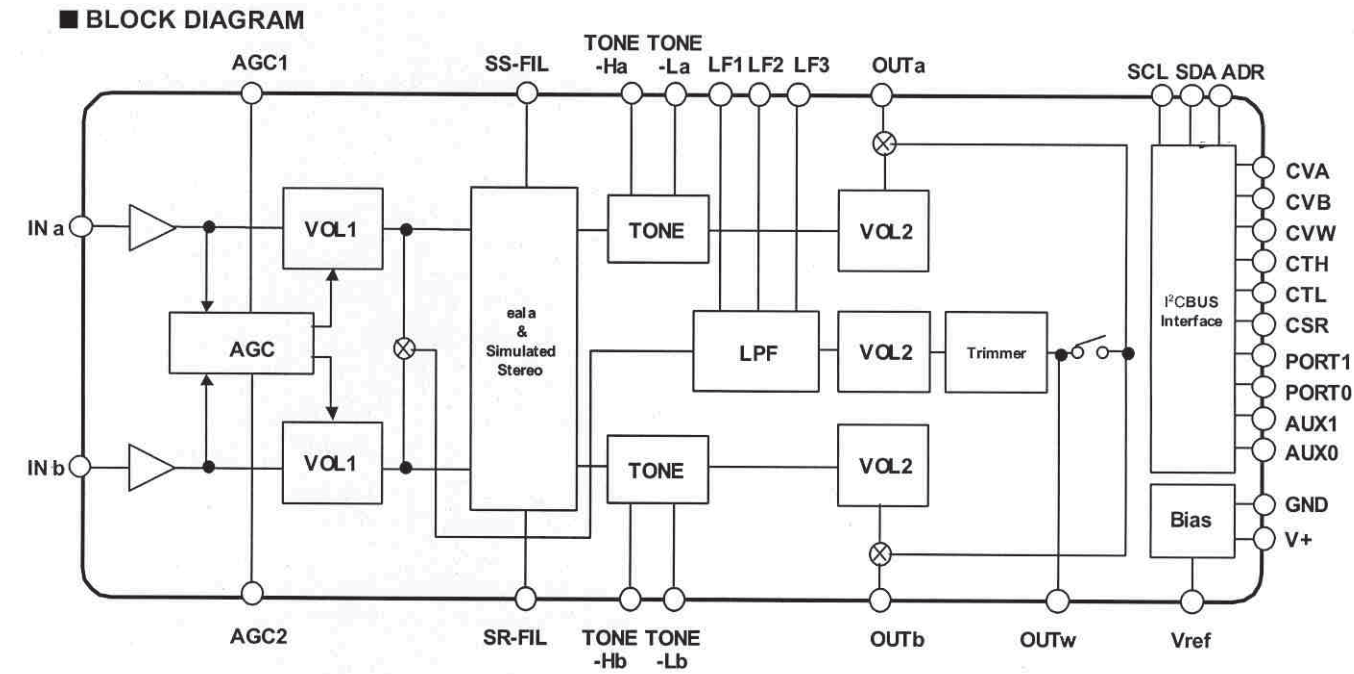 ■ BLOCK DIAGRAM
AGC1
SS-FIL
TONE
-Ha
TONE
-La
LF1
LF2
LF3
OUTa
SCL
SDA
ADR
IN a
VOL1
TONE
VOL2
AGC
eala
&
Simulated
Stereo
LPF
VOL2
Trimmer
I²CBUS
Interface
CVA
CVB
CVW
CTH
CTL
CSR
PORT1
PORT0
AUX1
AUX0
IN b
VOL1
TONE
VOL2
Bias
GND
V+
AGC2
SR-FIL
TONE
-Hb
TONE
-Lb
OUTb
OUTw
Vref